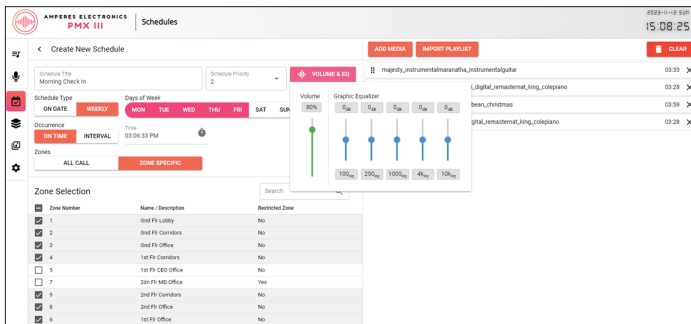 AMPERES ELECTRONICS
PMX III
Schedules
2023-11-12 SUN
15:08:25
Create New Schedule
ADD MEDIA
IMPORT PLAYLIST
CLEAR
Schedule Title
Morning Check In
Schedule Priority
2
VOLUME & EQ
majesty_instrumentalmaranatha_instrumentalguitar
03:33
Schedule Type
ON DATE
WEEKLY
Days of Week
MON TUE WED THU FRI SAT SUN
Volume
80%
Graphic Equalizer
0dB 0dB 0dB 0dB 0dB
l_digital_remasternat_king_colepiano
03:28
bean_christmas
03:59
gital_remasternat_king_colepiano
03:28
Occurrence
ON TIME
INTERVAL
Time
03:06:33 PM
Zones
ALL CALL
ZONE SPECIFIC
100Hz 250Hz 1000Hz 4kHz 10kHz
Zone Selection
Search
Zone Number Name / Description Restricted Zone
1 Gnd Flr Lobby No
2 Gnd Flr Corridors No
3 Gnd Flr Office No
4 1st Flr Corridors No
5 1st Flr CEO Office No
7 2dn Flr MD Office Yes
9 2nd Flr Corridors No
8 2nd Flr Office No
6 1st Flr Office No